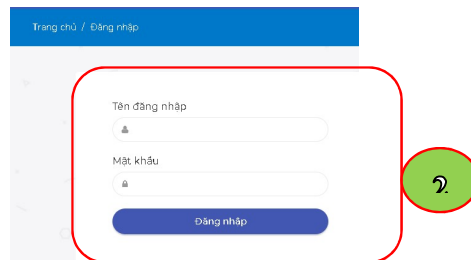 Trang chủ / Đăng nhập
Tên đăng nhập
Mật khẩu
Đăng nhập
2